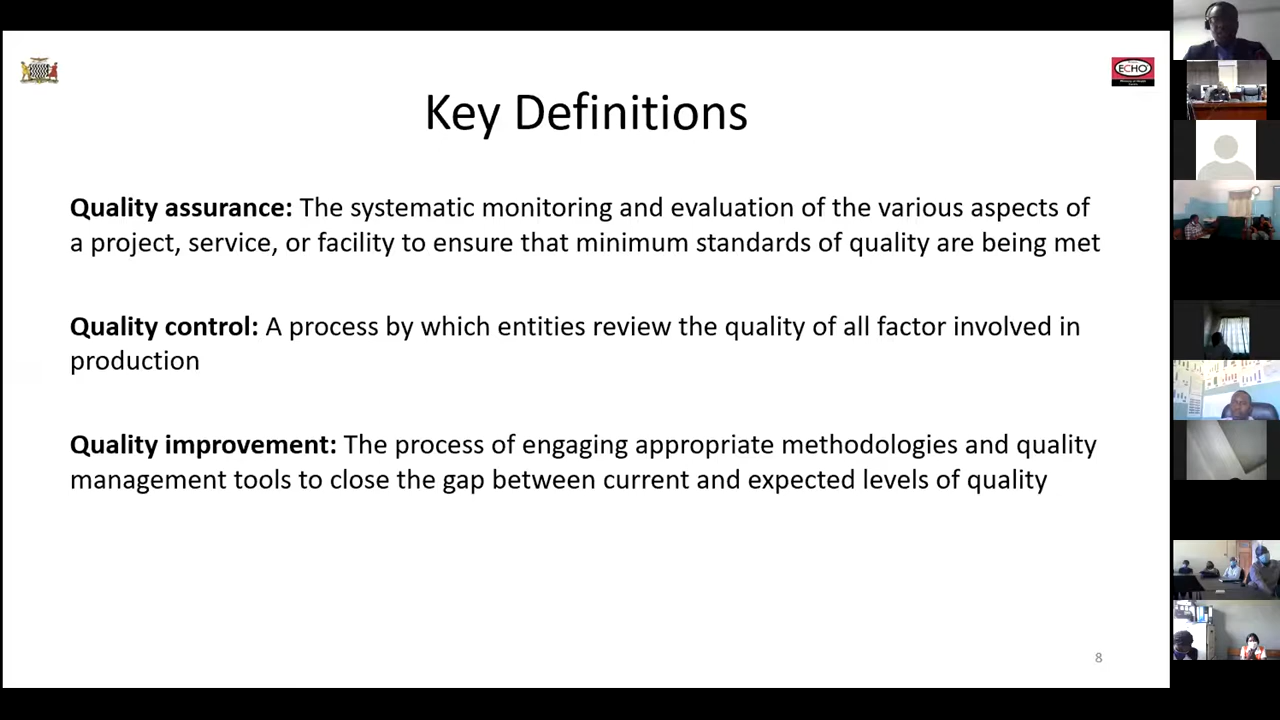 ECHO
Key Definitions
Quality assurance: The systematic monitoring and evaluation of the various aspects of
a project, service, or facility to ensure that minimum standards of quality are being met
Quality control: A process by which entities review the quality of all factor involved in
production
Quality improvement: The process of engaging appropriate methodologies and quality
management tools to close the gap between current and expected levels of quality
8